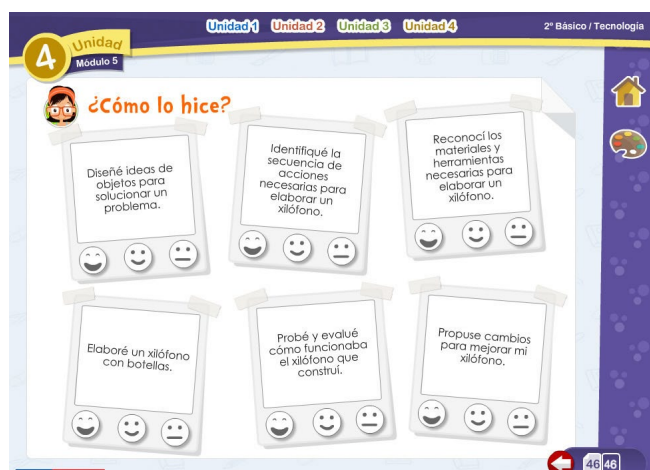 Unidad 1 Unidad 2 Unidad 3 Unidad 4
2º Básico / Tecnología
4 Unidad
Módulo 5
¿Cómo lo hice?
Diseñé ideas de
objetos para
solucionar un
problema.
Identifiqué la
secuencia de
acciones
necesarias para
elaborar un
xilófono.
Reconocí los
materiales y
herramientas
necesarias para
elaborar un
xilófono.
Elaboré un xilófono
con botellas.
Probé y evalué
cómo funcionaba
el xilófono que
construí.
Propuse cambios
para mejorar mi
xilófono.
46 46